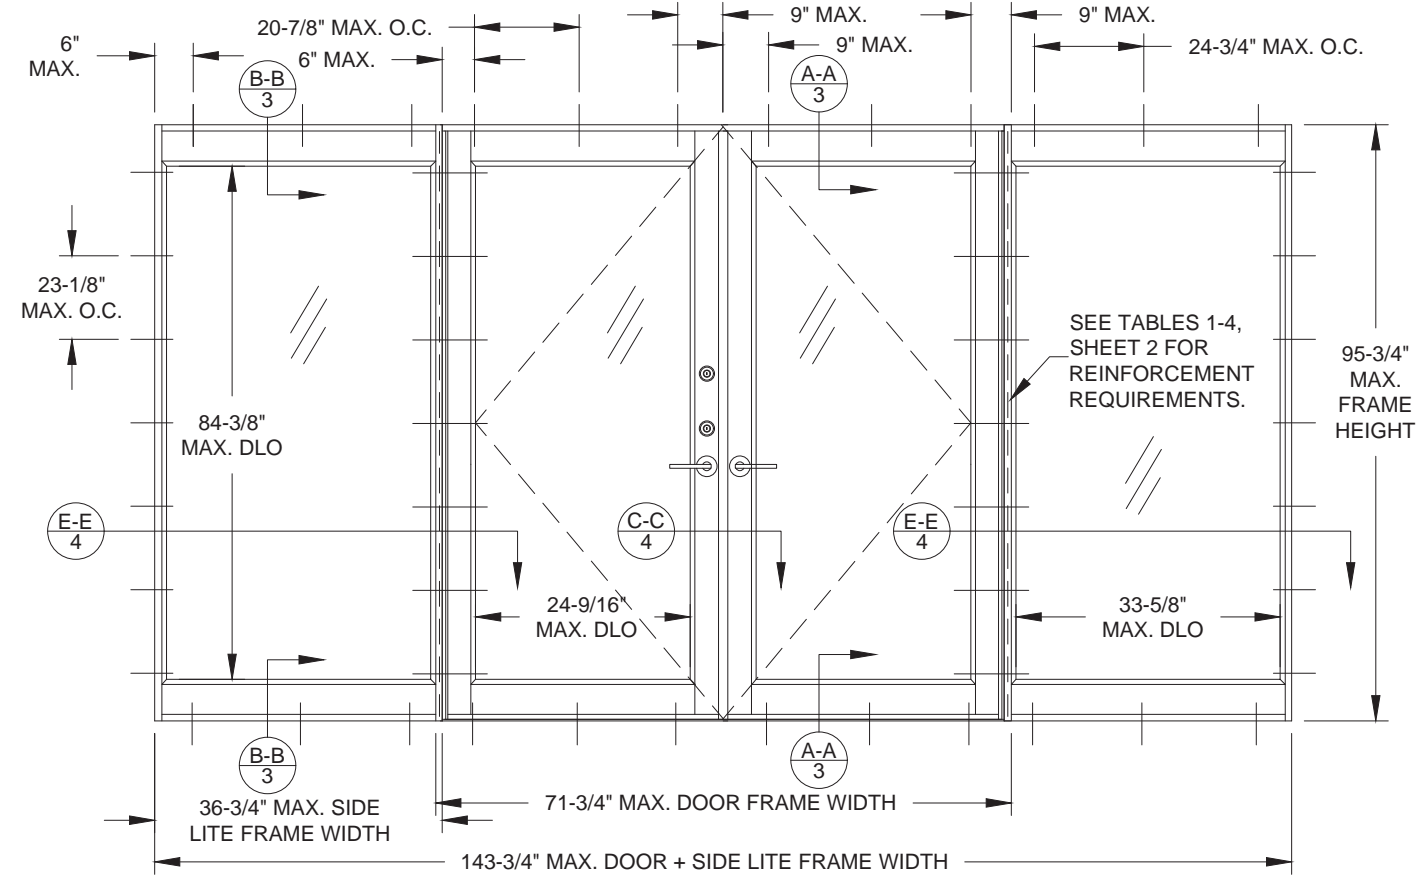 20-7/8" MAX. O.C.
9" MAX.
9" MAX.
6"
MAX.
6" MAX.
9" MAX.
24-3/4" MAX. O.C.
B-B
3
A-A
3
23-1/8"
MAX. O.C.
SEE TABLES 1-4,
SHEET 2 FOR
REINFORCEMENT
REQUIREMENTS.
95-3/4"
MAX.
FRAME
HEIGHT
84-3/8"
MAX. DLO
E-E
4
C-C
4
E-E
4
24-9/16"
MAX. DLO
33-5/8"
MAX. DLO
B-B
3
A-A
3
36-3/4" MAX. SIDE
LITE FRAME WIDTH
71-3/4" MAX. DOOR FRAME WIDTH
143-3/4" MAX. DOOR + SIDE LITE FRAME WIDTH